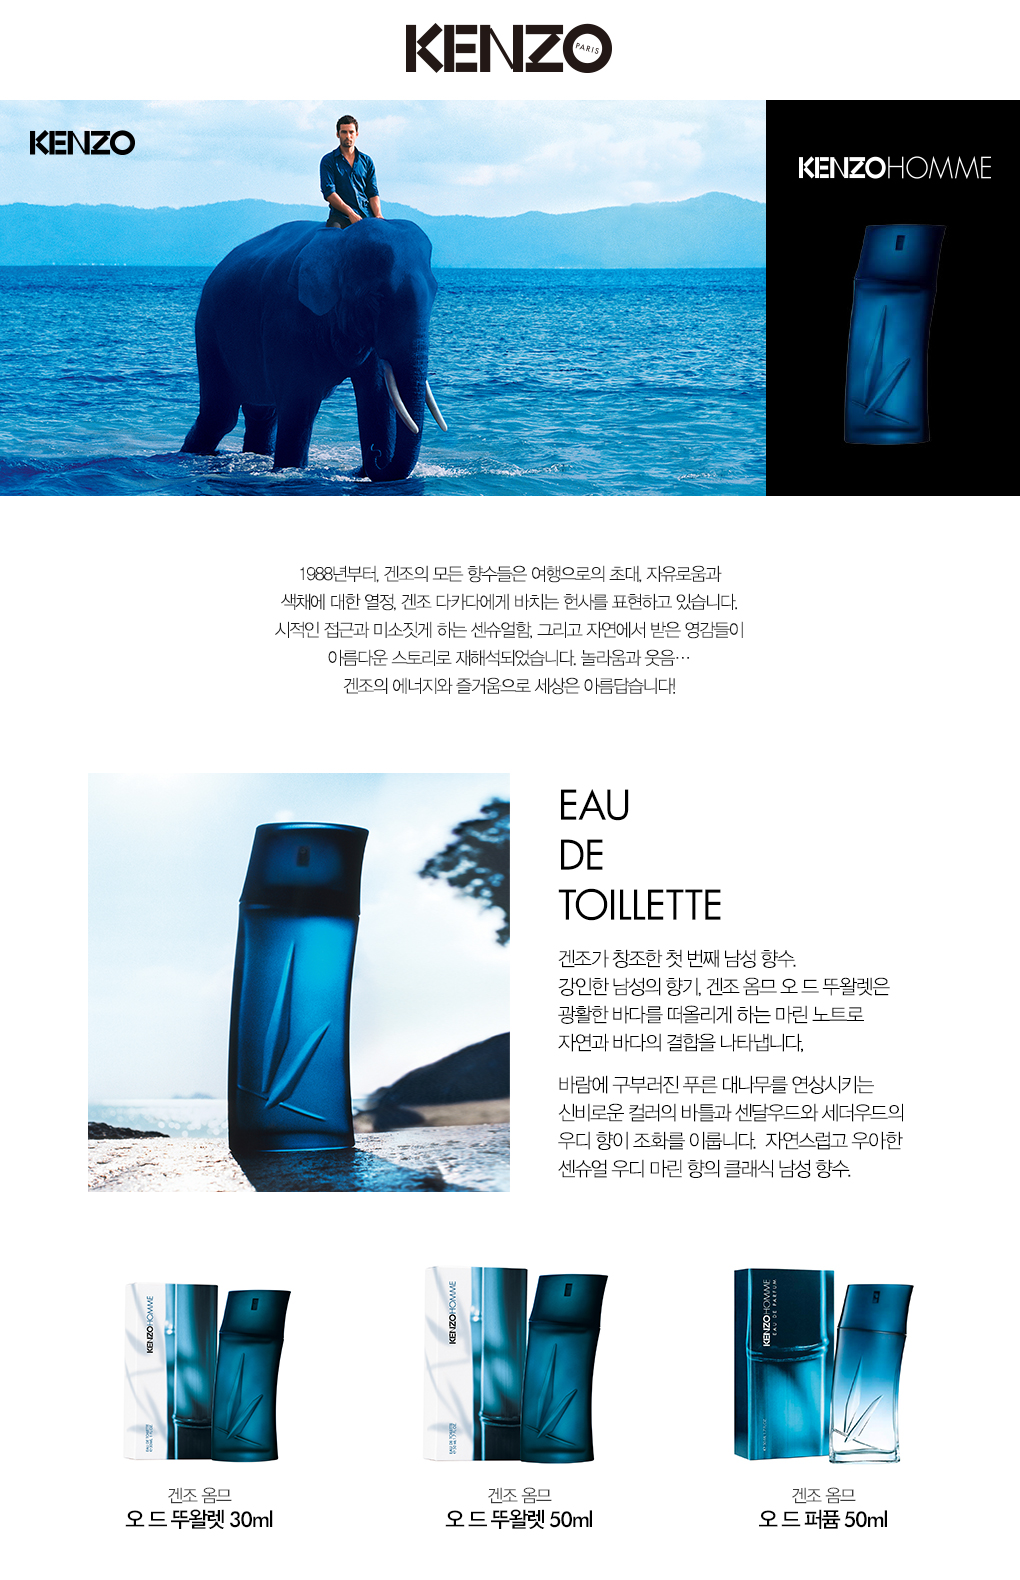 KENZO
PARIS
KENZO
KENZOHOMME
1988년부터, 겐조의 모든 향수들은 여행으로의 초대, 자유로움과
색채에 대한 열정, 겐조 다카다에게 바치는 헌사를 표현하고 있습니다.
시적인 접근과 미소짓게 하는 센슈얼함, 그리고 자연에서 받은 영감들이
아름다운 스토리로 재해석되었습니다. 놀라움과 웃음…
겐조의 에너지와 즐거움으로 세상은 아름답습니다!
EAU
DE
TOILLETTE
겐조가 창조한 첫 번째 남성 향수.
강인한 남성의 향기, 겐조 옴므 오 드 뚜왈렛은
광활한 바다를 떠올리게 하는 마린 노트로
자연과 바다의 결합을 나타냅니다,
바람에 구부러진 푸른 대나무를 연상시키는
신비로운 컬러의 바틀과 센달우드와 세더우드의
우디 향이 조화를 이룹니다. 자연스럽고 우아한
센슈얼 우디 마린 향의 클래식 남성 향수.
KENZOHOMME
KENZOHOMME
KENZOHOMME
EAU DE PARFUM
겐조 옴므
오 드 뚜왈렛 30ml
겐조 옴므
오 드 뚜왈렛 50ml
겐조 옴므
오 드 퍼퓸 50ml